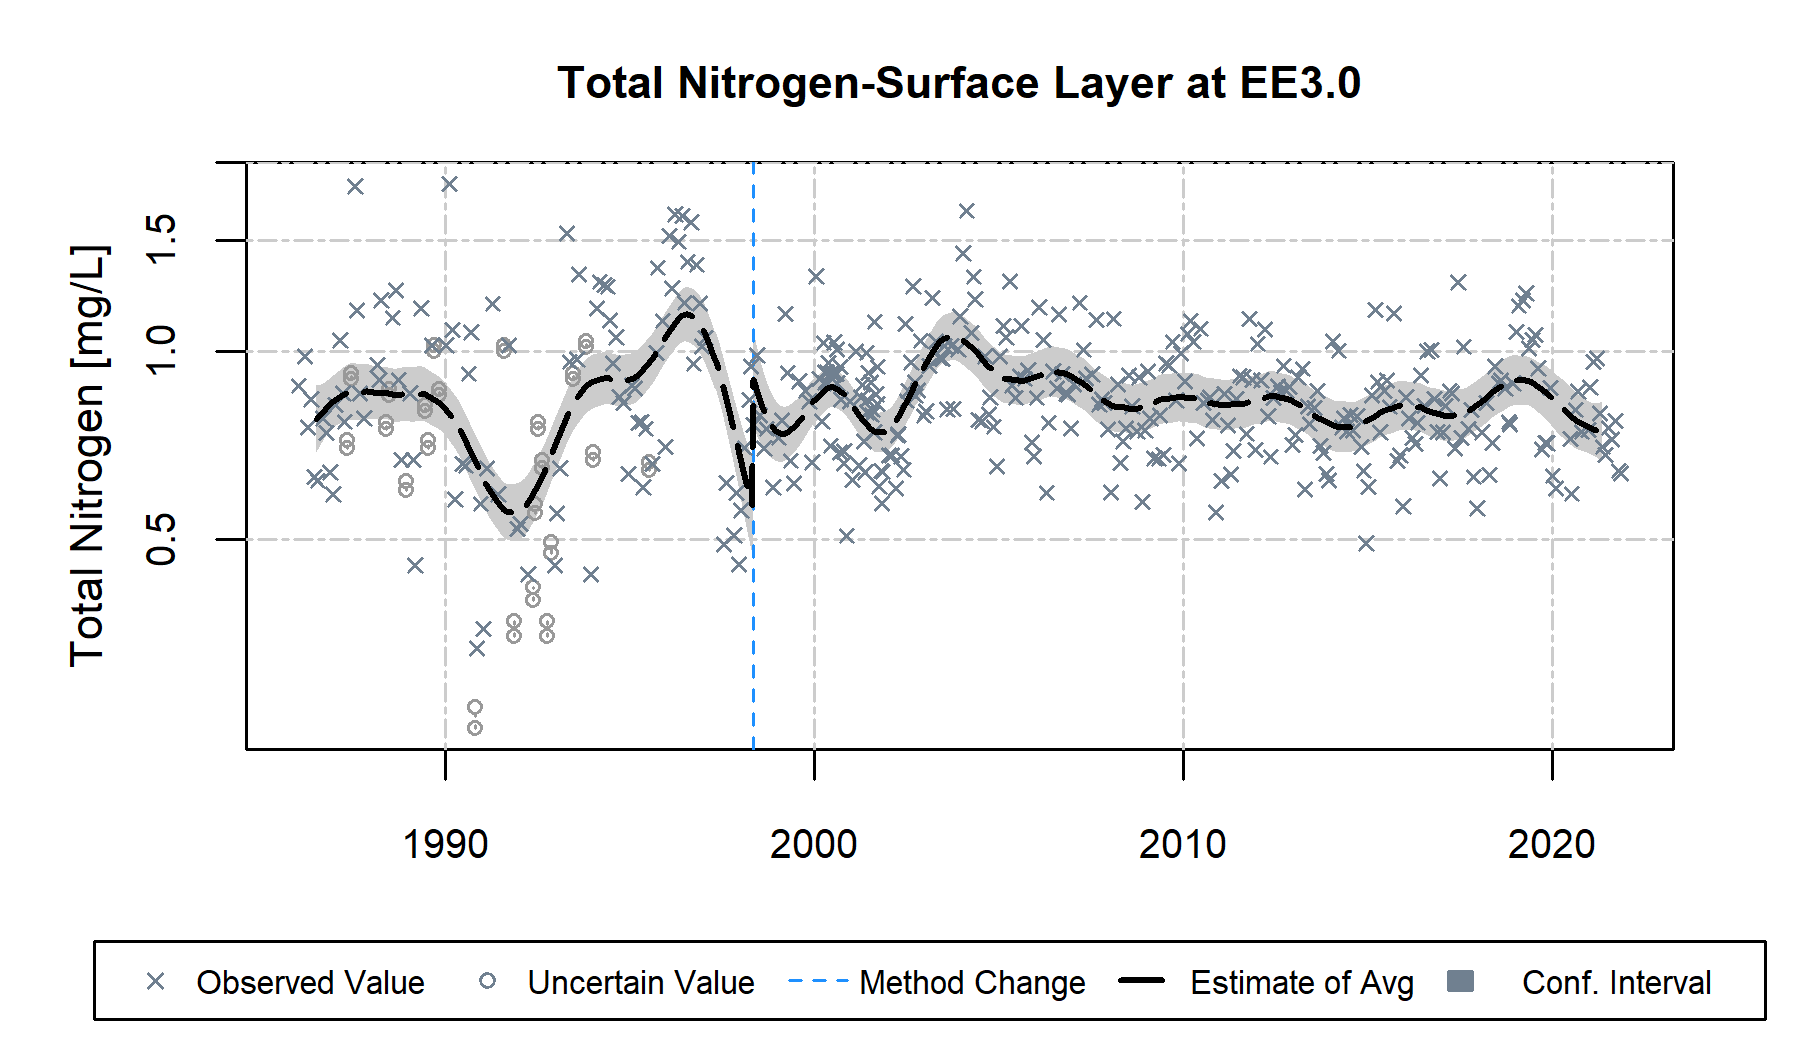 Total Nitrogen-Surface Layer at EE3.0
Total Nitrogen [mg/L]
1.5
1.0
0.5
1990 2000 2010 2020
Observed Value Uncertain Value Method Change Estimate of Avg Conf. Interval